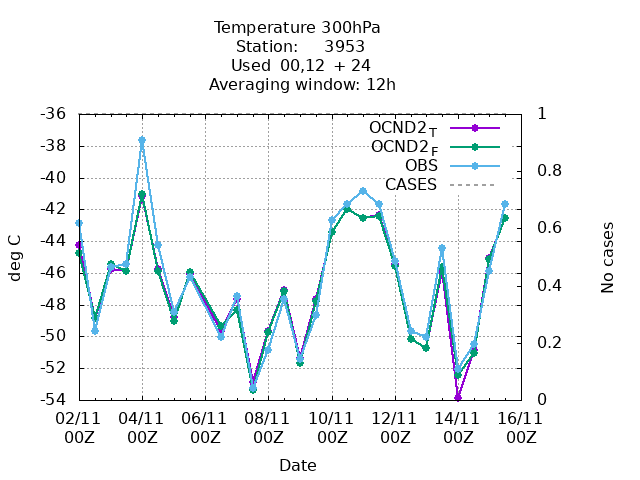 Temperature 300hPa
Station: 3953
Used 00,12 + 24
Averaging window: 12h
-36
-38
-40
-42
-44
-46
-48
-50
-52
-54
1
0.8
0.6
0.4
0.2
0
deg C
No cases
OCND2_T
OCND2_F
OBS
CASES
02/11 04/11 06/11 08/11 10/11 12/11 14/11 16/11
00Z 00Z 00Z 00Z 00Z 00Z 00Z 00Z
Date